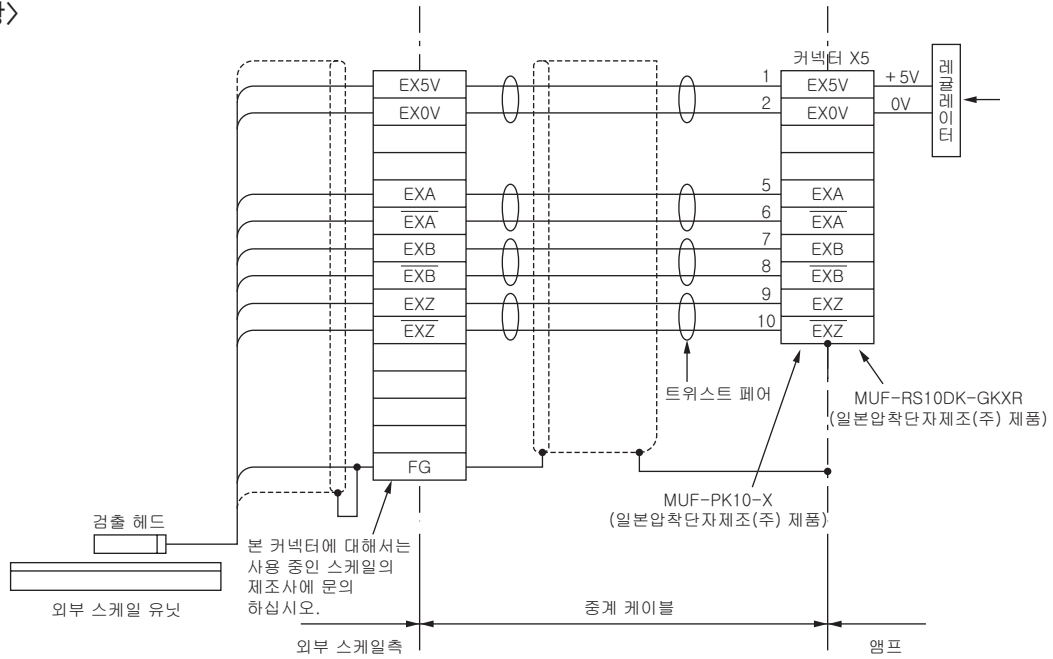 커넥터 X5
EX5V
EX0V
EXA
E̅X̅A̅
EXB
E̅X̅B̅
EXZ
E̅X̅Z̅
FG
1
2
5
6
7
8
9
10
EX5V
EX0V
EXA
E̅X̅A̅
EXB
E̅X̅B̅
EXZ
E̅X̅Z̅
+5V
0V
레귤레이터
트위스트 페어
MUF-RS10DK-GKXR
(일본압착단자제조(주) 제품)
MUF-PK10-X
(일본압착단자제조(주) 제품)
검출 헤드
외부 스케일 유닛
본 커넥터에 대해서는
사용 중인 스케일의
제조사에 문의
하십시오.
외부 스케일측
중계 케이블
앰프